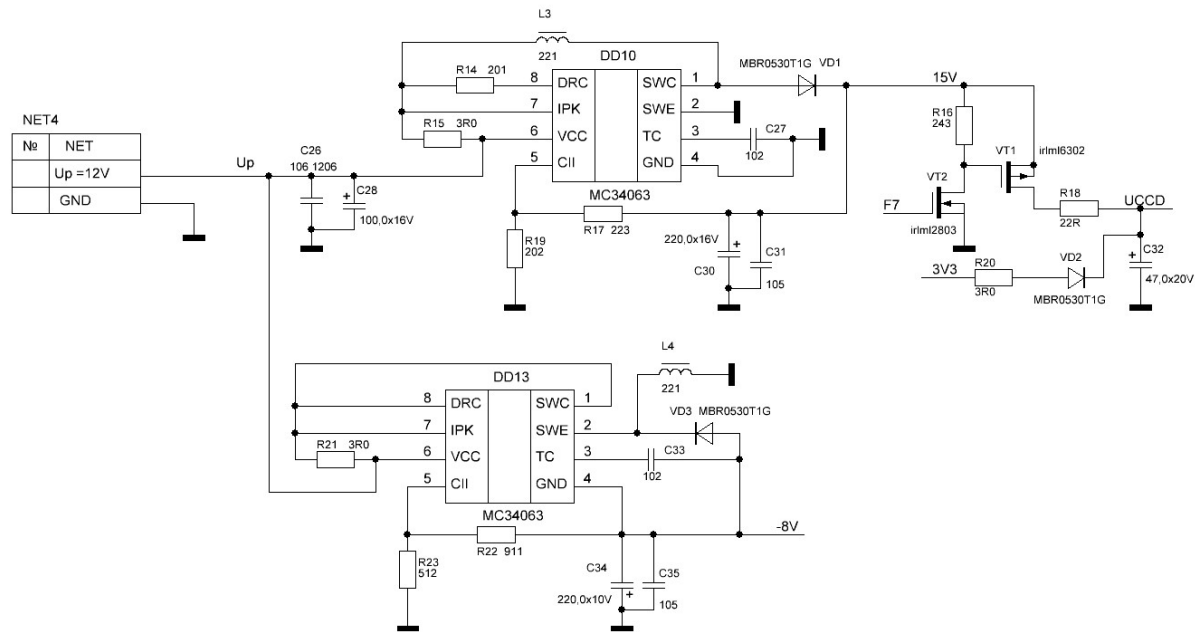 L3
221
DD10
R14 201
8 DRC SWC 1
7 IPK SWE 2
R15 3R0
6 VCC TC 3
5 CII GND 4
MC34063
MBR0530T1G VD1
C27
102
15V
R16
243
VT1
irlml6302
VT2
F7
irlml2803
R18
22R
UCCD
C32
47,0x20V
3V3
R20
3R0
VD2
MBR0530T1G
NET4
№ NET
Up =12V
GND
Up
C26
106 1206
C28
100,0x16V
R17 223
R19
202
220,0x16V
C30
C31
105
L4
221
DD13
8 DRC SWC 1
7 IPK SWE 2
R21 3R0
6 VCC TC 3
5 CII GND 4
MC34063
VD3 MBR0530T1G
C33
102
-8V
R22 911
R23
512
C34
220,0x10V
C35
105